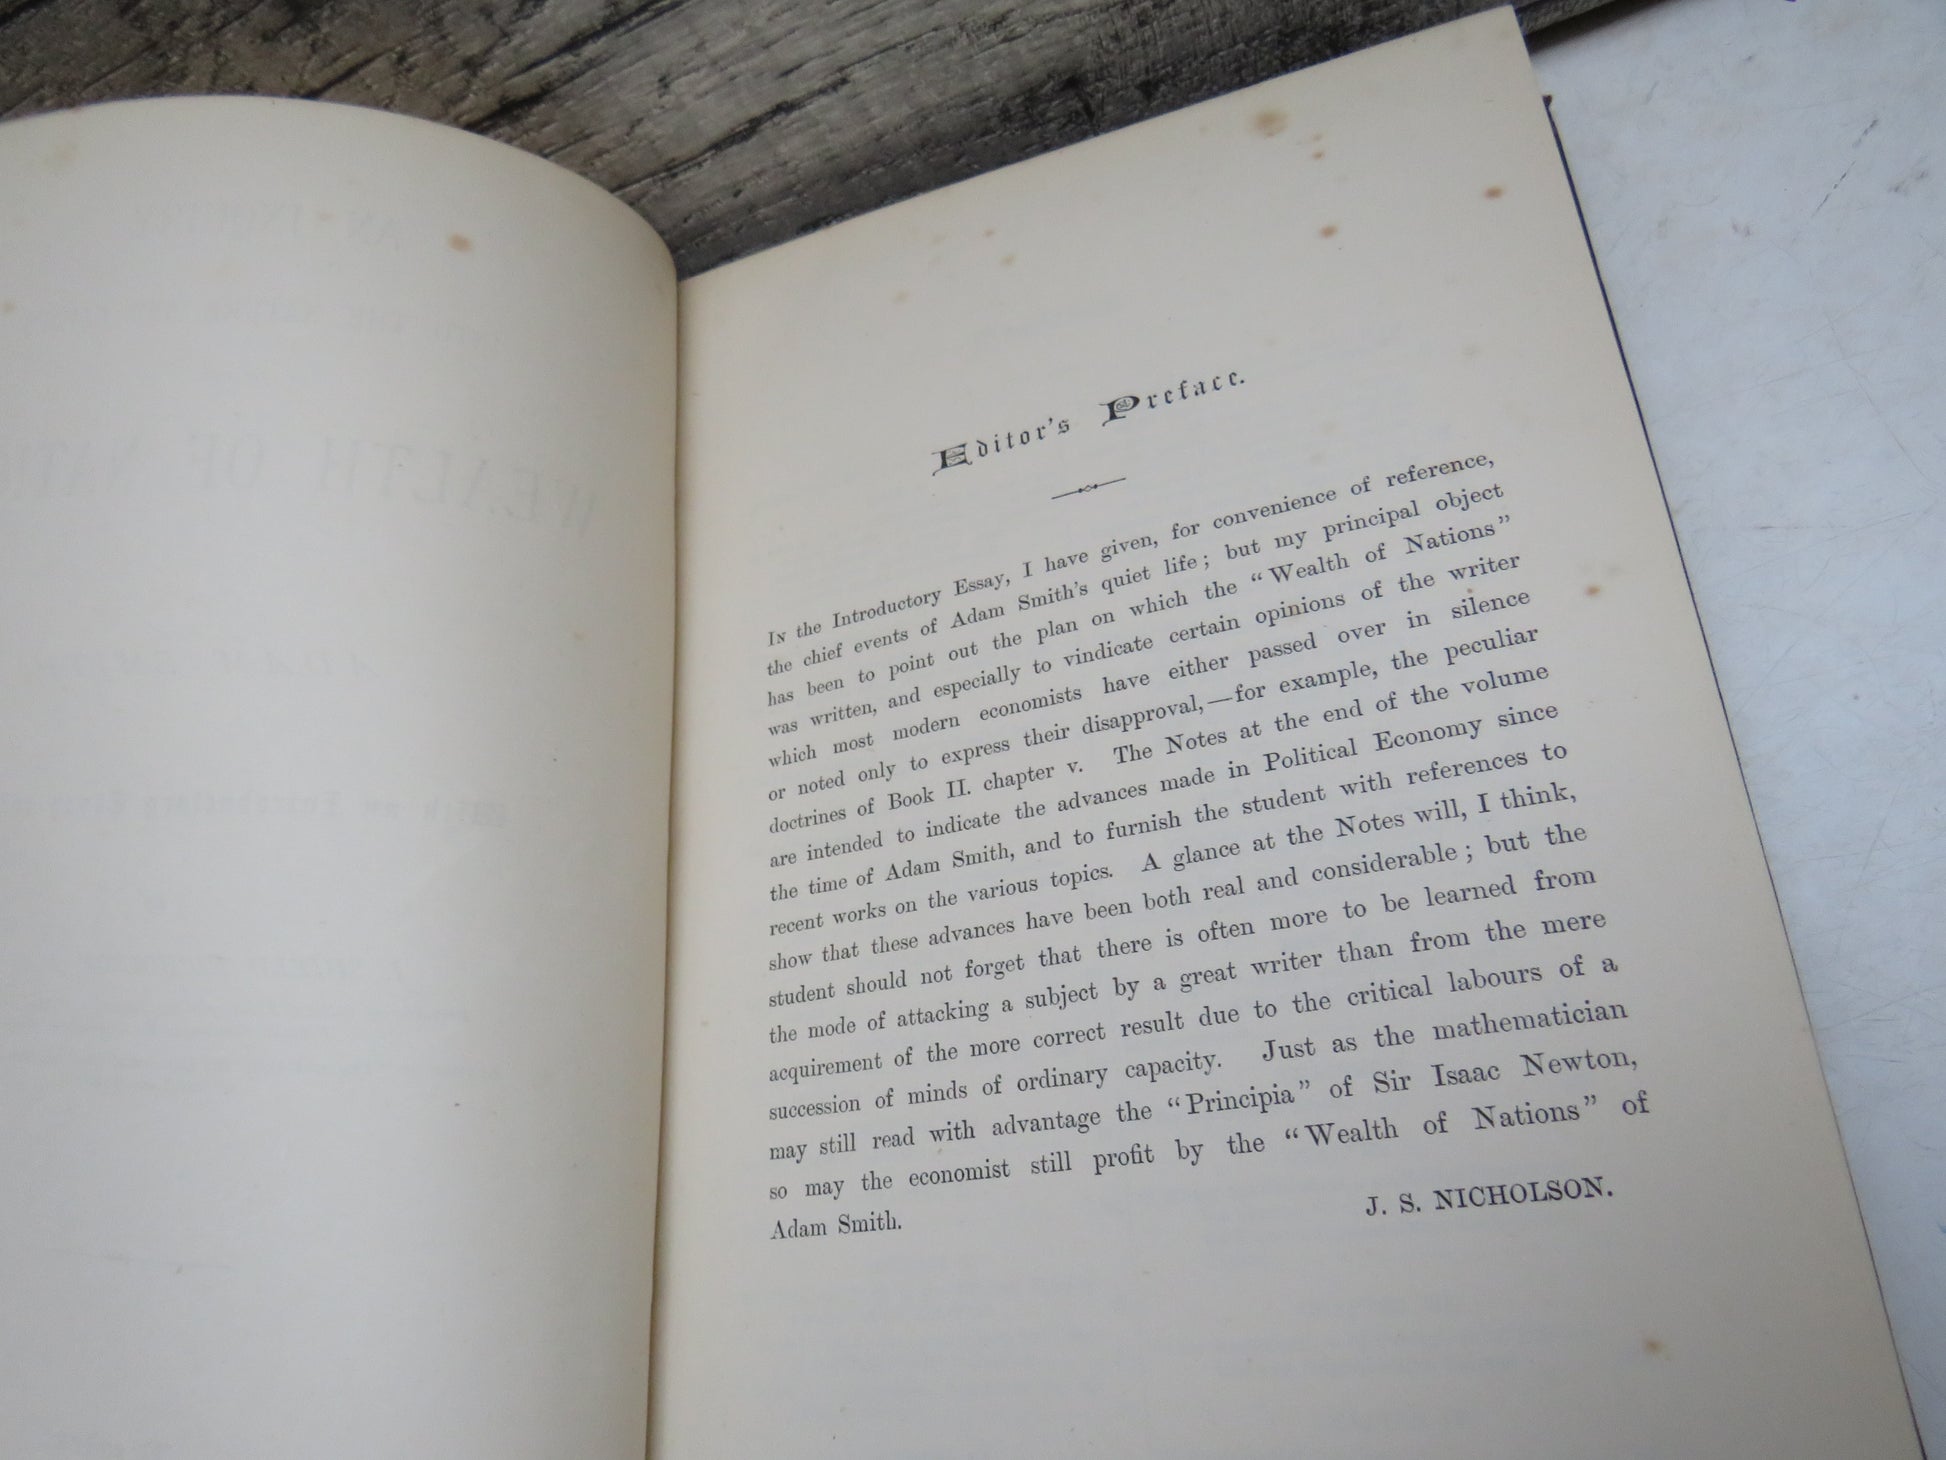 Editor's Preface.
IN the Introductory Essay, I have given, for convenience of reference,
the chief events of Adam Smith's quiet life; but my principal object
has been to point out the plan on which the “Wealth of Nations”
was written, and especially to vindicate certain opinions of the writer
which most modern economists have either passed over in silence
or noted only to express their disapproval,—for example, the peculiar
doctrines of Book II. chapter v. The Notes at the end of the volume
are intended to indicate the advances made in Political Economy since
the time of Adam Smith, and to furnish the student with references to
recent works on the various topics. A glance at the Notes will, I think,
show that these advances have been both real and considerable; but the
student should not forget that there is often more to be learned from
the mode of attacking a subject by a great writer than from the mere
acquirement of the more correct result due to the critical labours of a
succession of minds of ordinary capacity. Just as the mathematician
may still read with advantage the “Principia” of Sir Isaac Newton,
so may the economist still profit by the “Wealth of Nations” of
Adam Smith.
J. S. NICHOLSON.